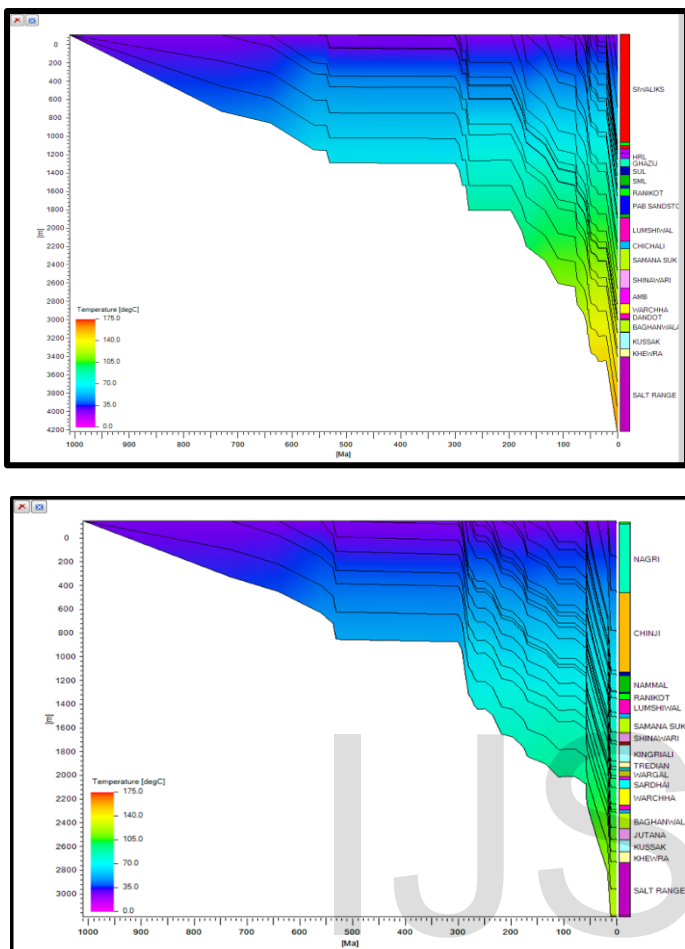 0
200
400
600
800
1000
1200
1400
1600
1800
2000
2200
2400
2600
2800
3000
3200
3400
3600
3800
4000
4200
[m]
Temperature [degC]
175.0
140.0
105.0
70.0
35.0
0.0
1000 900 800 700 600 500 400 300 200 100 0
[Ma]
SIWALIKS
HRL
GHAZIJ
SUL
SML
RANIKOT
PAB SANDSTO
LUMSHIWAL
CHICHALI
SAMANA SUK
SHINAWARI
AMB
WARCHHA
DANDOT
BAGHANWALA
KUSSAK
KHEWRA
SALT RANGE
0
200
400
600
800
1000
1200
1400
1600
1800
2000
2200
2400
2600
2800
3000
[m]
Temperature [degC]
175.0
140.0
105.0
70.0
35.0
0.0
1000 900 800 700 600 500 400 300 200 100 0
[Ma]
NAGRI
CHINJI
NAMMAL
RANIKOT
LUMSHIWAL
SAMANA SUK
SHINAWARI
KINGRIALI
TREDIAN
WARGAL
SARDHAI
WARCHHA
BAGHANWAL
JUTANA
KUSSAK
KHEWRA
SALT RANGE
IJS